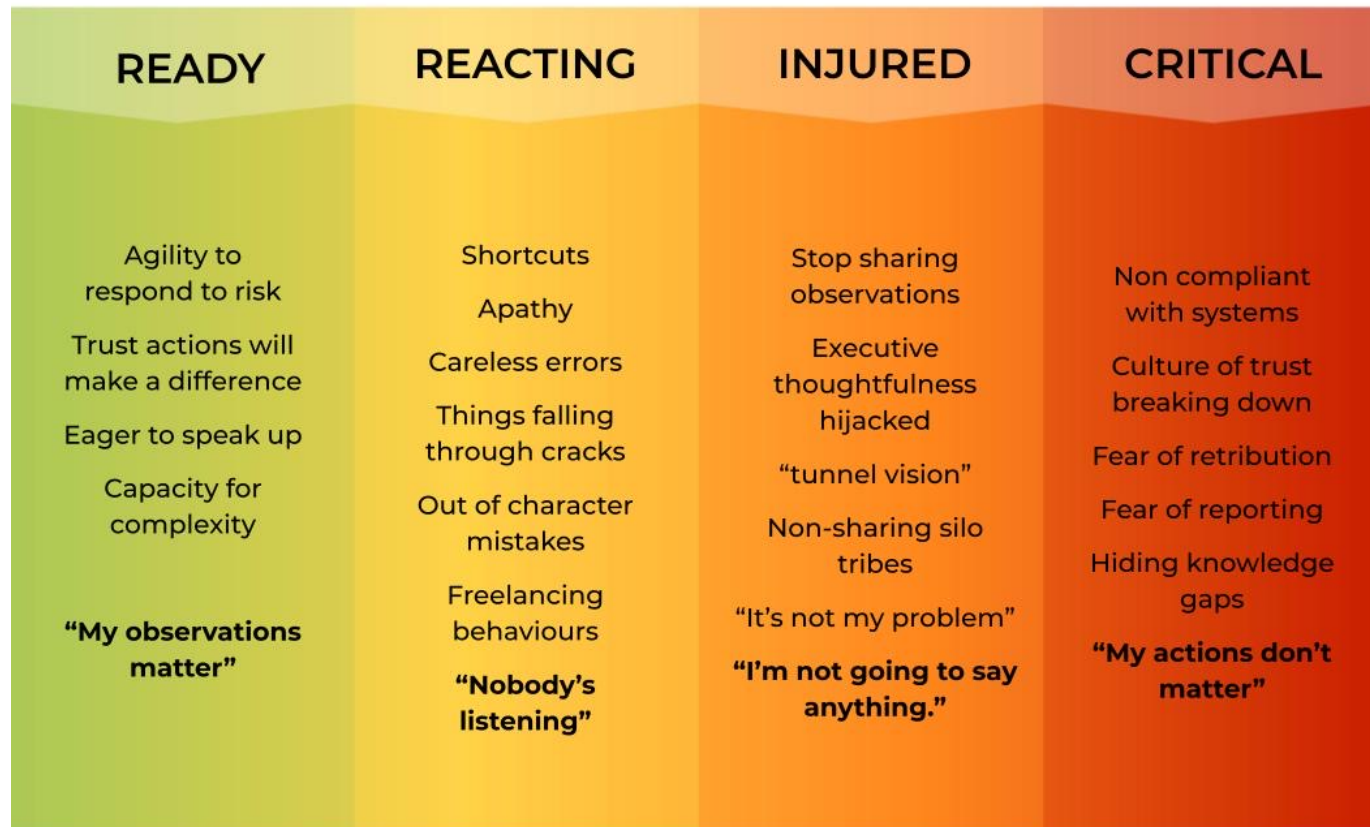 READY
Agility to
respond to risk
Trust actions will
make a difference
Eager to speak up
Capacity for
complexity
“My observations
matter”
REACTING
Shortcuts
Apathy
Careless errors
Things falling
through cracks
Out of character
mistakes
Freelancing
behaviours
“Nobody’s
listening”
INJURED
Stop sharing
observations
Executive
thoughtfulness
hijacked
“tunnel vision”
Non-sharing silo
tribes
“It’s not my problem”
“I’m not going to say
anything.”
CRITICAL
Non compliant
with systems
Culture of trust
breaking down
Fear of retribution
Fear of reporting
Hiding knowledge
gaps
“My actions don’t
matter”